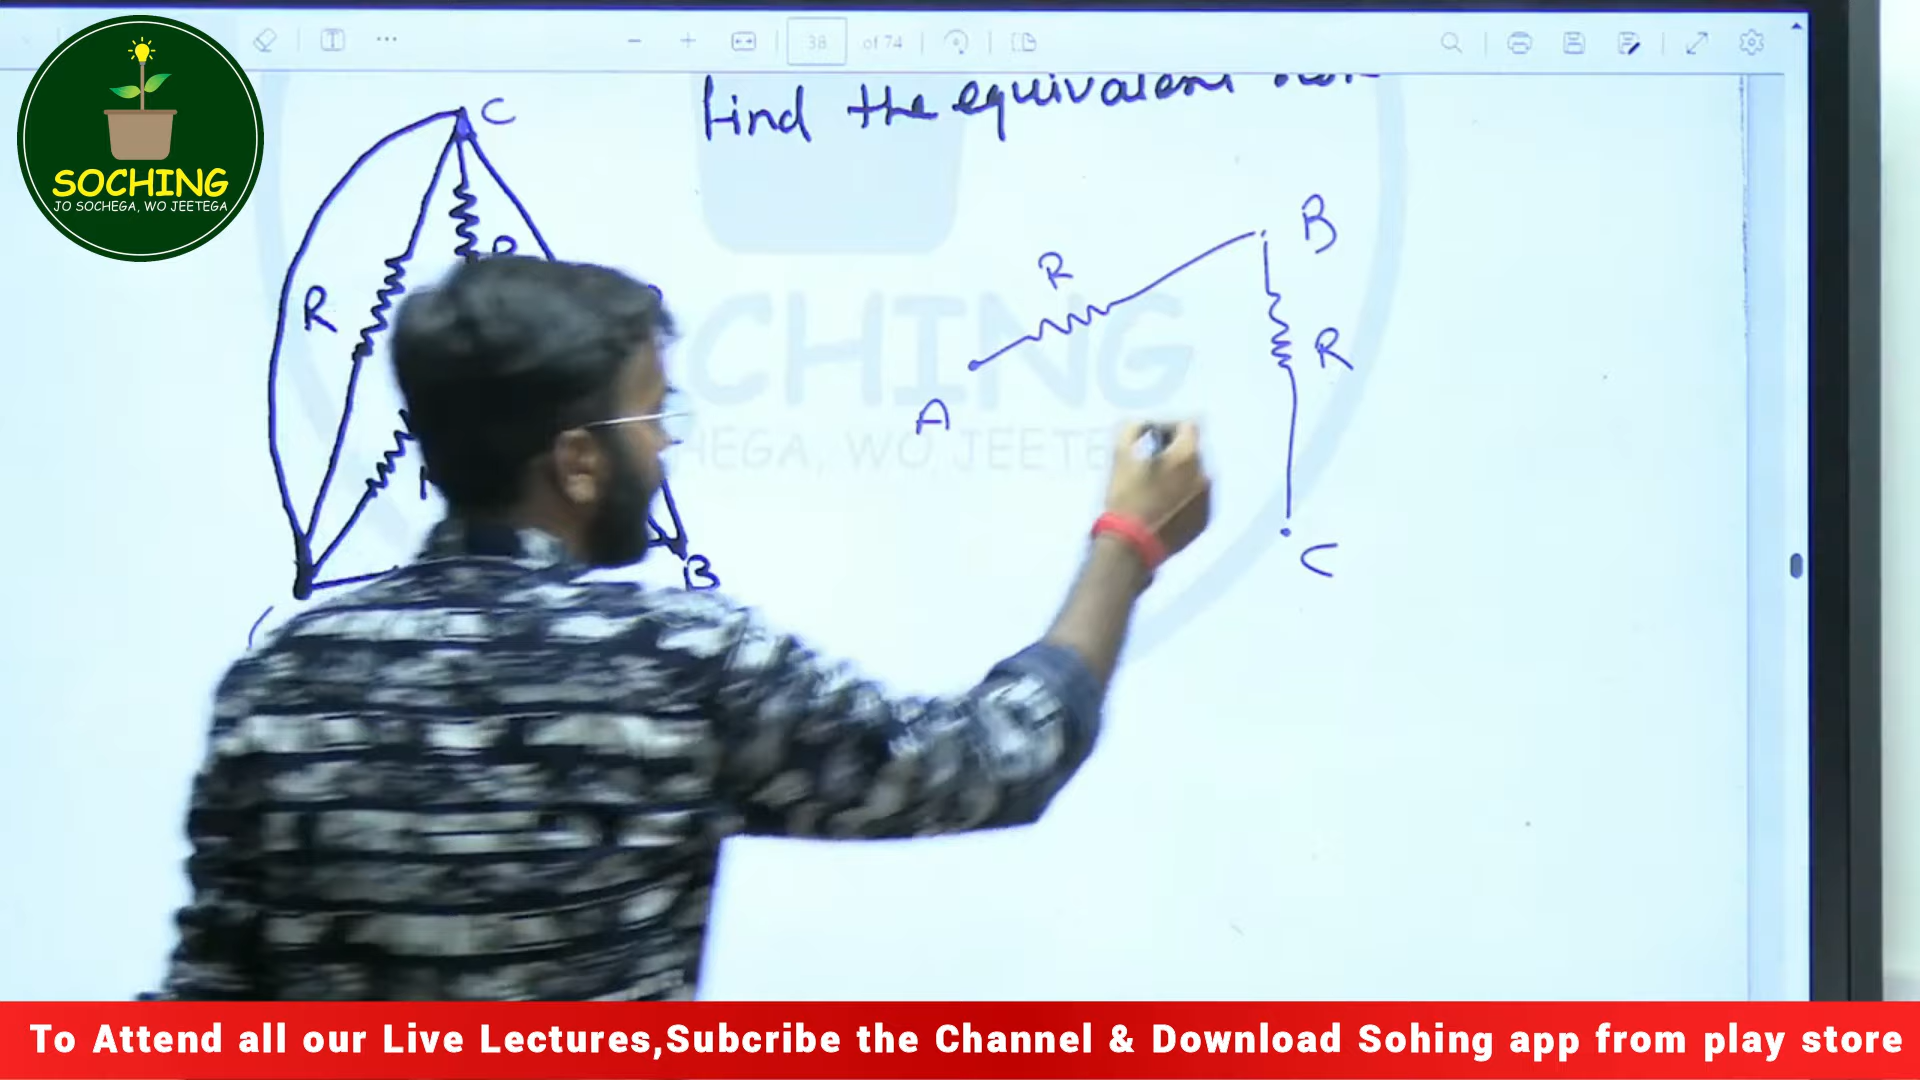 38 of 74
SOCHING
JO SOCHEGA, WO JEETEGA
C
find the equivalent
R
R
B
R
R
A
C
B
To Attend all our Live Lectures,Subcribe the Channel & Download Sohing app from play store